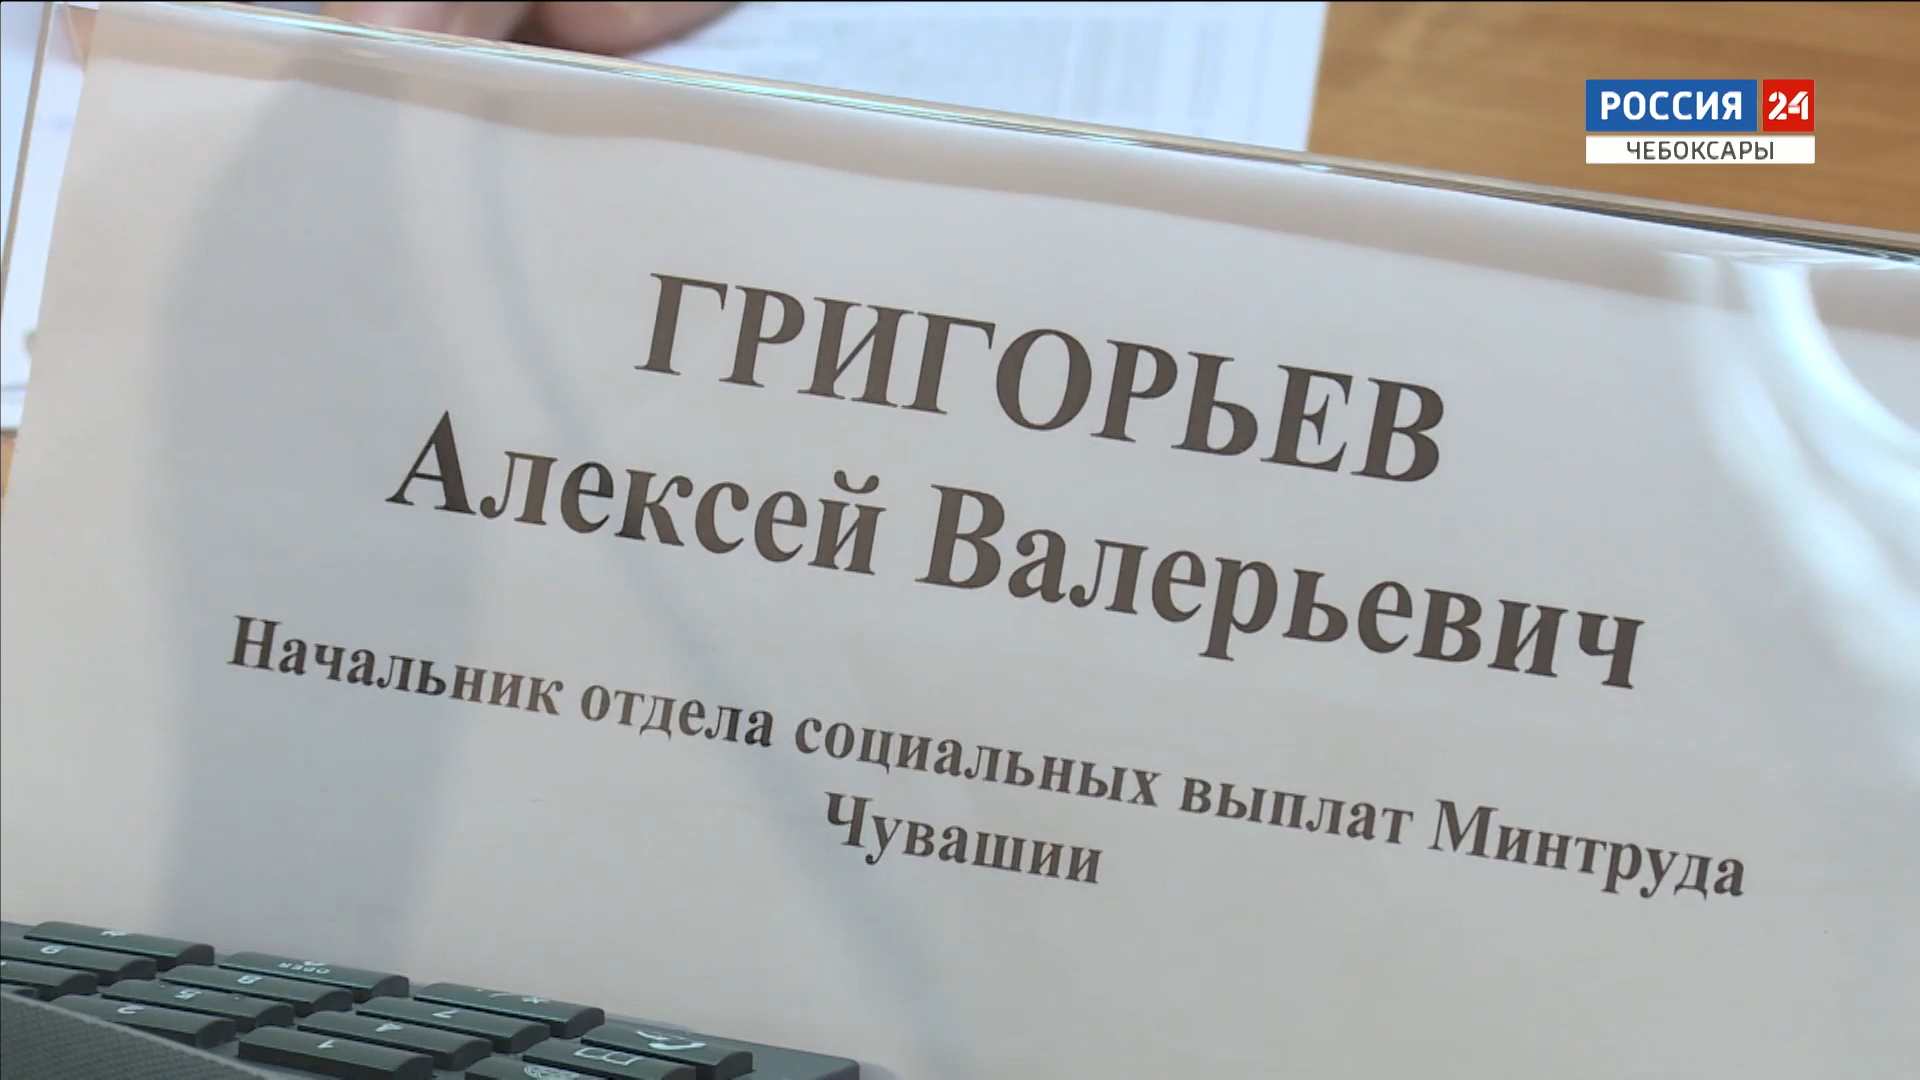 РОССИЯ 24
ЧЕБОКСАРЫ
ГРИГОРЬЕВ
Алексей Валерьевич
Начальник отдела социальных выплат Минтруда
Чувашии